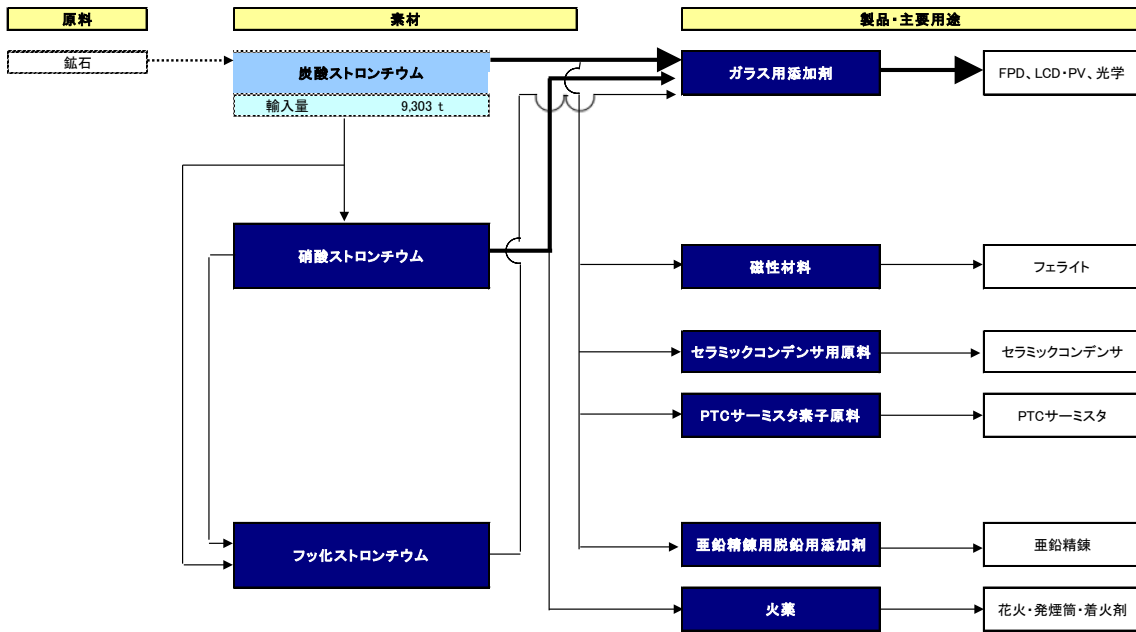 原料
素材
製品・主要用途
鉱石
炭酸ストロンチウム
輸入量 9,303 t
ガラス用添加剤
FPD、LCD・PV、光学
硝酸ストロンチウム
磁性材料
フェライト
セラミックコンデンサ用原料
セラミックコンデンサ
PTCサーミスタ素子原料
PTCサーミスタ
フッ化ストロンチウム
亜鉛精錬用脱鉛用添加剤
亜鉛精錬
火薬
花火・発煙筒・着火剤